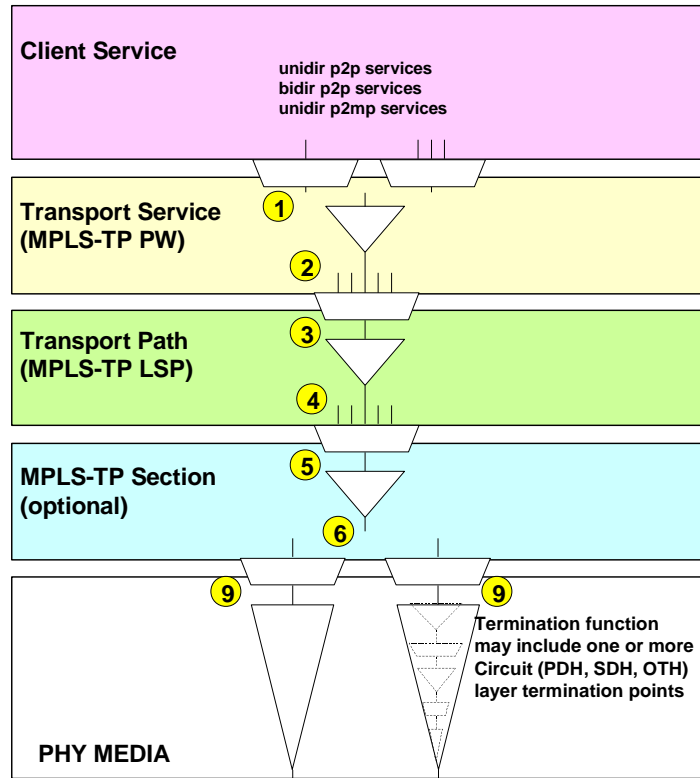 Client Service
unidir p2p services
bidir p2p services
unidir p2mp services
1
Transport Service
(MPLS-TP PW)
2
3
Transport Path
(MPLS-TP LSP)
4
5
MPLS-TP Section
(optional)
6
9
9
Termination function
may include one or more
Circuit (PDH, SDH, OTH)
layer termination points
PHY MEDIA